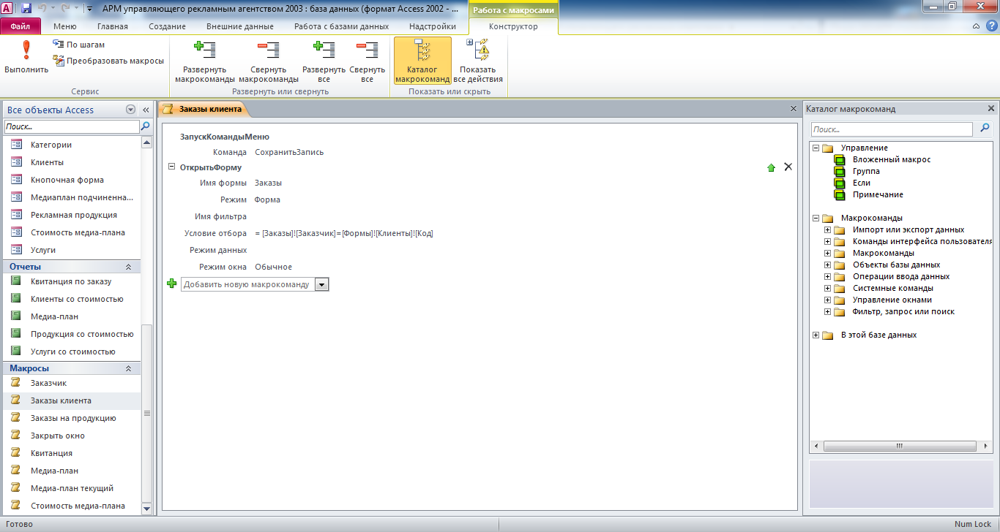 АРМ управляющего рекламным агентством 2003 : база данных (формат Access 2002 - ...
Работа с макросами
Файл Меню Главная Создание Внешние данные Работа с базами данных Надстройки Конструктор
Выполнить
По шагам
Преобразовать макросы
Развернуть макрокоманды
Свернуть макрокоманды
Развернуть все
Свернуть все
Каталог макрокоманд
Показать все действия
Сервис
Развернуть или свернуть
Показать или скрыть
Все объекты Access
Поиск...
Категории
Клиенты
Кнопочная форма
Медиаплан подчиненна...
Рекламная продукция
Стоимость медиа-плана
Услуги
Отчеты
Квитанция по заказу
Клиенты со стоимостью
Медиа-план
Продукция со стоимостью
Услуги со стоимостью
Макросы
Заказчик
Заказы клиента
Заказы на продукцию
Закрыть окно
Квитанция
Медиа-план
Медиа-план текущий
Стоимость медиа-плана
Заказы клиента
ЗапускКомандыМеню
Команда СохранитьЗапись
ОткрытьФорму
Имя формы Заказы
Режим Форма
Имя фильтра
Условие отбора = [Заказы]![Заказчик]=[Формы]![Клиенты]![Код]
Режим данных
Режим окна Обычное
Добавить новую макрокоманду
Каталог макрокоманд
Поиск...
Управление
Вложенный макрос
Группа
Если
Примечание
Макрокоманды
Импорт или экспорт данных
Команды интерфейса пользователя
Макрокоманды
Объекты базы данных
Операции ввода данных
Системные команды
Управление окнами
Фильтр, запрос или поиск
В этой базе данных
Готово
Num Lock